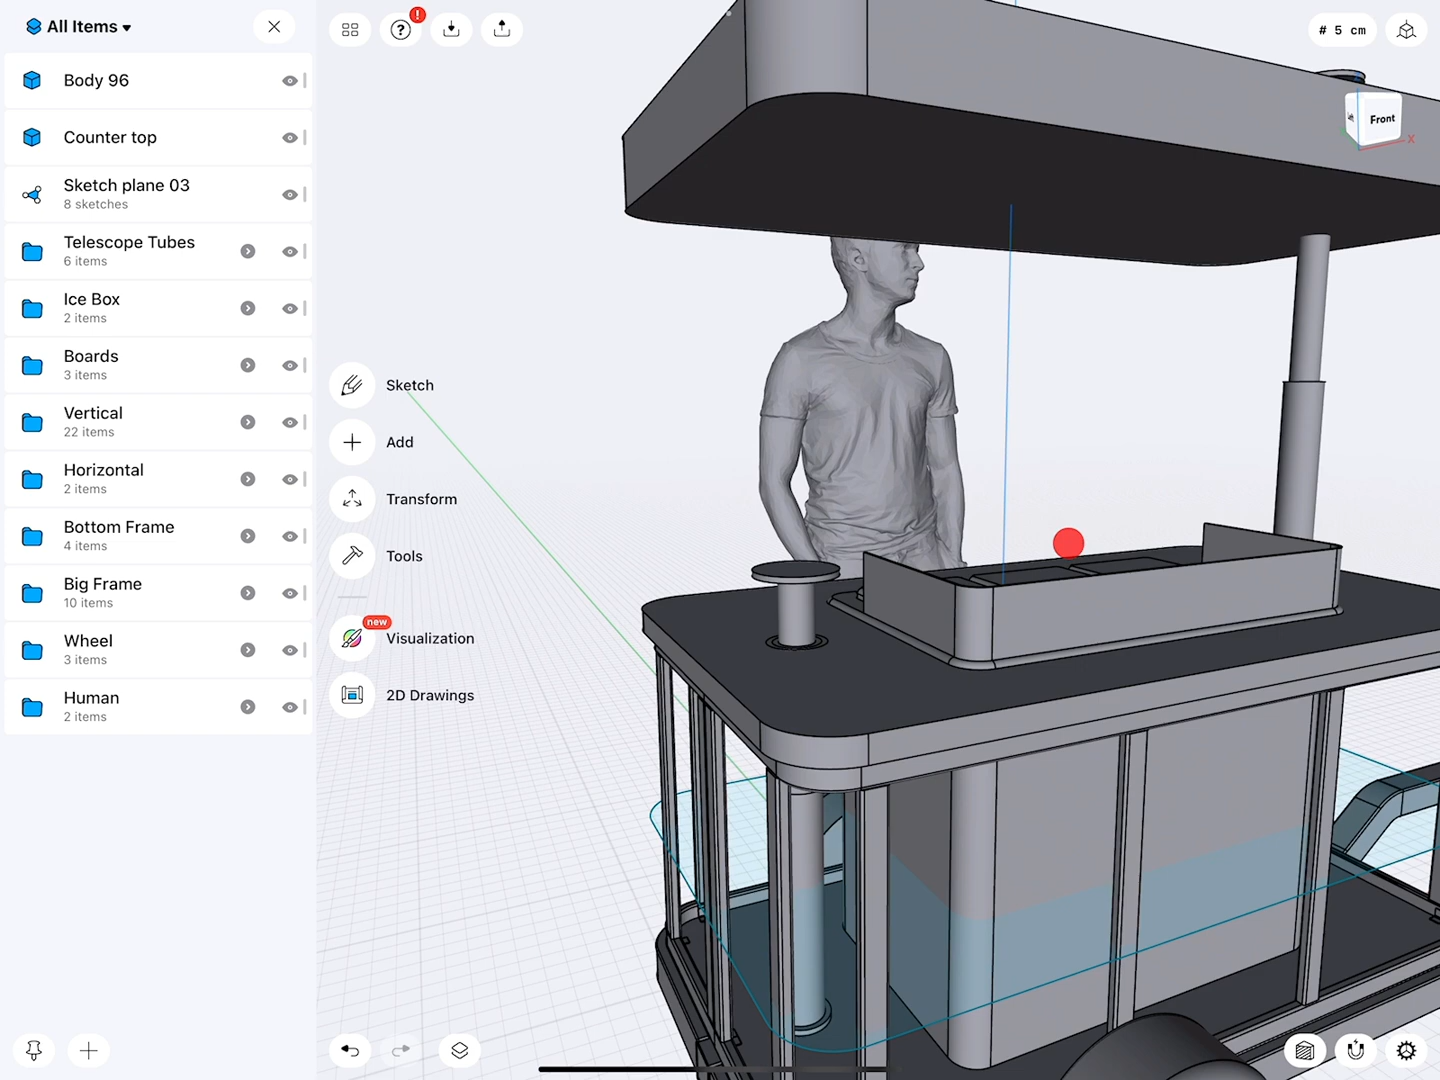 All Items
Body 96
Counter top
Sketch plane 03
8 sketches
Telescope Tubes
6 items
Ice Box
2 items
Boards
3 items
Vertical
22 items
Horizontal
2 items
Bottom Frame
4 items
Big Frame
10 items
Wheel
3 items
Human
2 items
?
!
# 5 cm
Left
Front
X
Sketch
Add
Transform
Tools
new
Visualization
2D Drawings